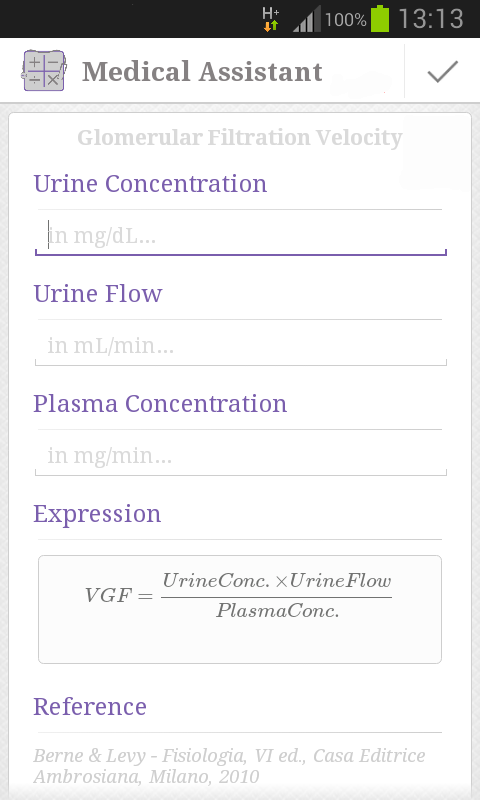 H+ 100% 13:13
Medical Assistant
Glomerular Filtration Velocity
Urine Concentration
in mg/dL...
Urine Flow
in mL/min...
Plasma Concentration
in mg/min...
Expression
VGF = UrineConc. × UrineFlow
PlasmaConc.
Reference
Berne & Levy - Fisiologia, VI ed., Casa Editrice
Ambrosiana, Milano, 2010